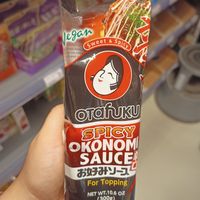 Vegan
Sweet & Spicy
OTAFUKU
SPICY
OKONOMI
SAUCE
お好みソース
For Topping
NET WT 10.6 OZ
(300g)